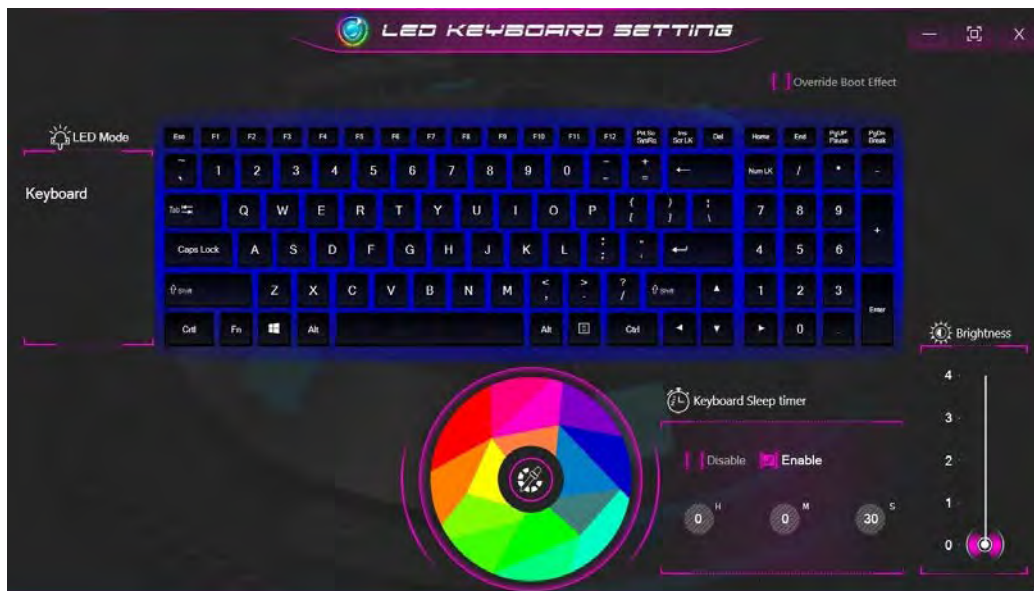 LED KEYBOARD SETTING
— X
Override Boot Effect
LED Mode
Keyboard
Esc F1 F2 F3 F4 F5 F6 F7 F8 F9 F10 F11 F12 Prt Sc Ins Del Home End PgUP PgDn
SysRq Scr LK Pause Break
~ 1 2 3 4 5 6 7 8 9 0 - + ← Num LK / * -
` - =
Tab Q W E R T Y U I O P { } ¦ 7 8 9 +
[ ] \
Caps Lock A S D F G H J K L : " 4 5 6
; '
Shift Z X C V B N M < > ? Shift ▲ 1 2 3 Enter
, . /
Crtl Fn Alt Alt Ctrl ◄ ▼ ► 0 .
Brightness
4
3
2
1
0
Keyboard Sleep timer
Disable Enable
0 H 0 M 30 S